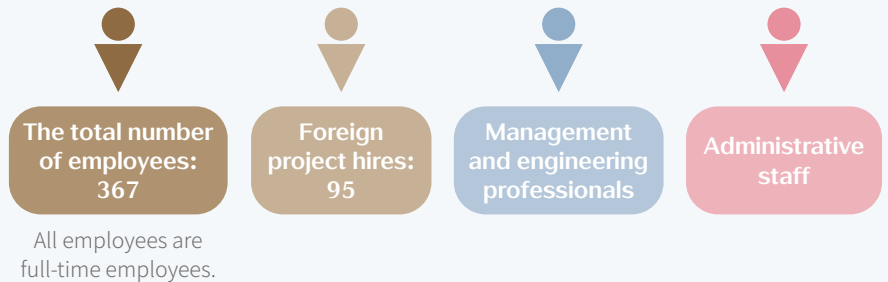 The total number
of employees:
367
All employees are
full-time employees.
Foreign
project hires:
95
Management
and engineering
professionals
Administrative
staff